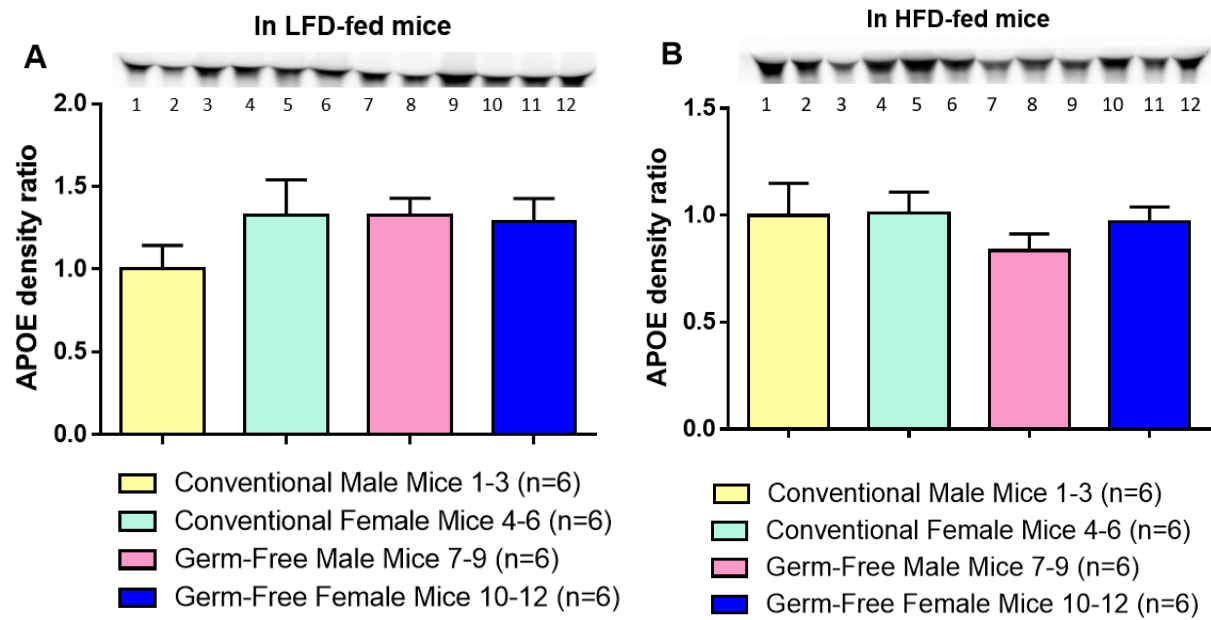 In LFD-fed mice
A
1 2 3 4 5 6 7 8 9 10 11 12
2.0
1.5
1.0
0.5
0.0
APOE density ratio
Conventional Male Mice 1-3 (n=6)
Conventional Female Mice 4-6 (n=6)
Germ-Free Male Mice 7-9 (n=6)
Germ-Free Female Mice 10-12 (n=6)
In HFD-fed mice
B
1 2 3 4 5 6 7 8 9 10 11 12
1.5
1.0
0.5
0.0
APOE density ratio
Conventional Male Mice 1-3 (n=6)
Conventional Female Mice 4-6 (n=6)
Germ-Free Male Mice 7-9 (n=6)
Germ-Free Female Mice 10-12 (n=6)